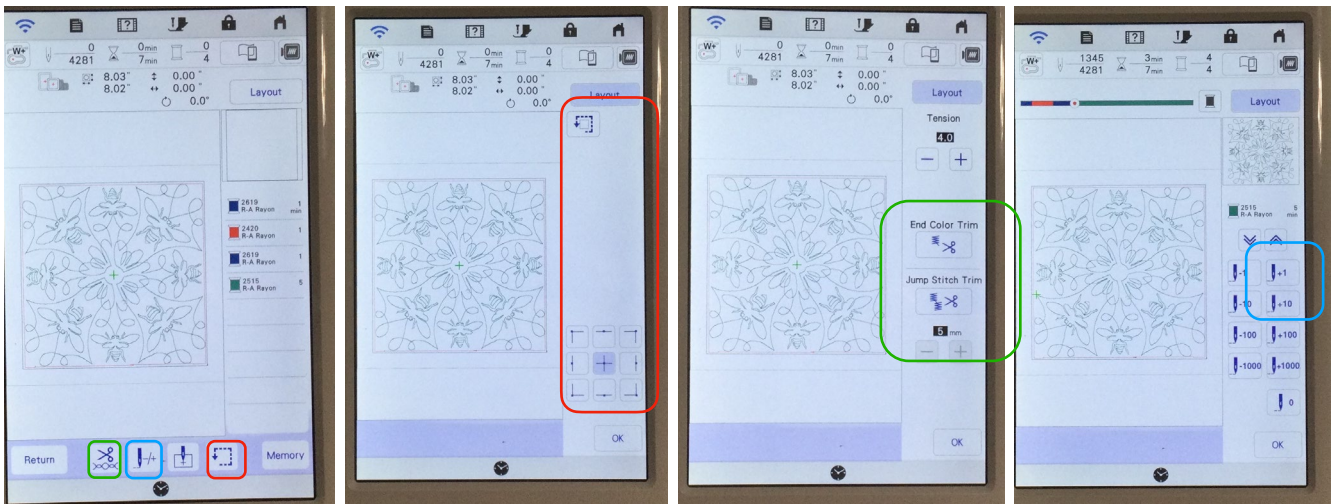 W+
0
4281
0 min
7 min
0
4
8.03"
8.02"
0.00"
0.00"
0.0°
Layout
2619
R-A Rayon
1
min
2420
R-A Rayon
1
2619
R-A Rayon
1
2515
R-A Rayon
5
Return
-/+
Memory
W+
0
4281
0min
7min
0
4
8.03"
8.02"
0.00"
0.00"
0.0°
Layout
OK
W+
0
4281
0min
7min
0
4
8.03"
8.02"
0.00"
0.00"
0.0°
Layout
Tension
4.0
− +
End Color Trim
Jump Stitch Trim
5 mm
− +
OK
W+
1345
4281
3min
7min
4
4
Layout
2515
R-A Rayon
5
min
-1 +1
-10 +10
-100 +100
-1000 +1000
0
OK